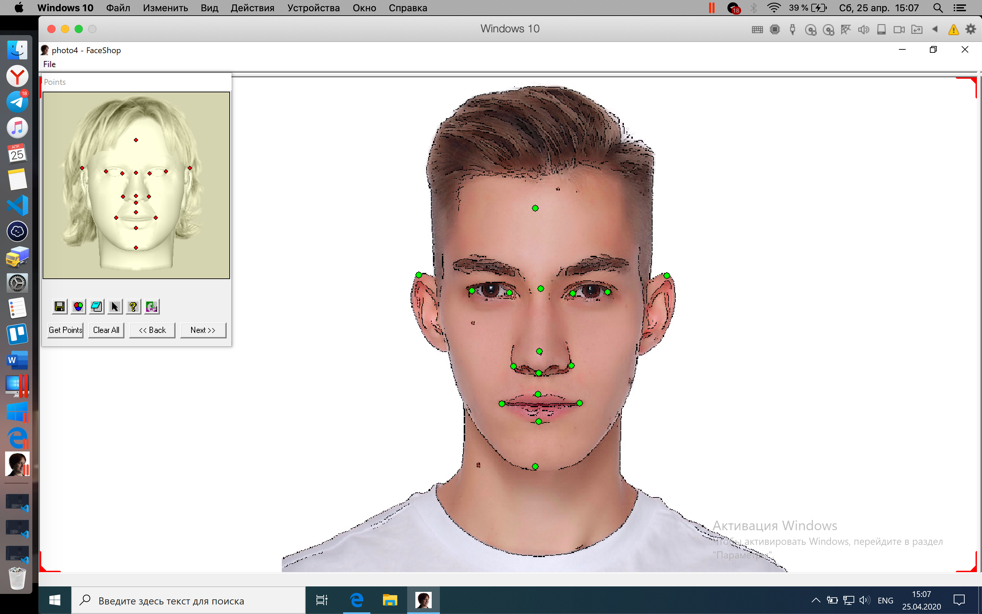 Windows 10 Файл Изменить Вид Действия Устройства Окно Справка 39 % Сб, 25 апр. 15:07
Windows 10
photo4 - FaceShop
File
Points
Get Points Clear All << Back Next >>
Активация Windows
Чтобы активировать Windows, перейдите в раздел
"Параметры".
Введите здесь текст для поиска
ENG
15:07
25.04.2020